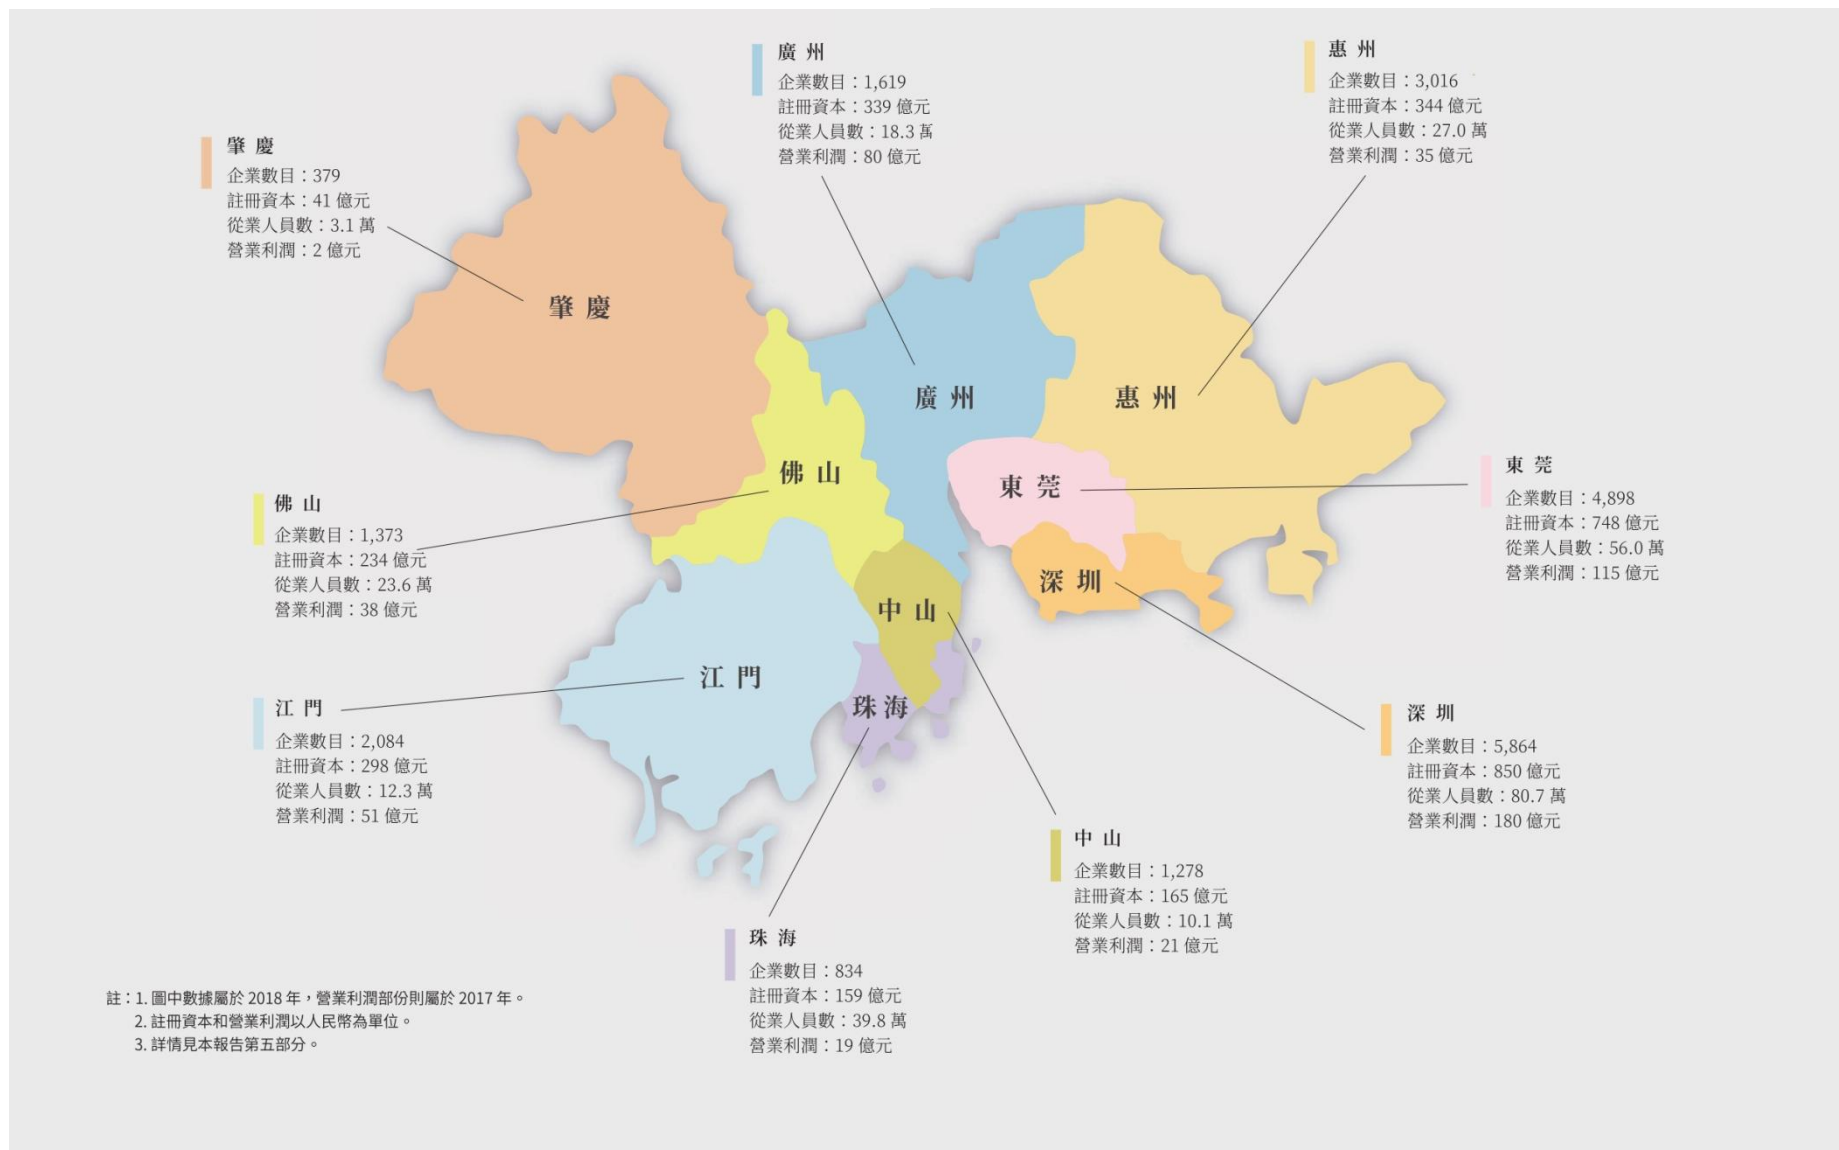 廣州
企業數目：1,619
註冊資本：339 億元
從業人員數：18.3 萬
營業利潤：80 億元
惠州
企業數目：3,016
註冊資本：344 億元
從業人員數：27.0 萬
營業利潤：35 億元
肇慶
企業數目：379
註冊資本：41 億元
從業人員數：3.1 萬
營業利潤：2 億元
肇慶
廣州
惠州
佛山
東莞
深圳
中山
江門
珠海
東莞
企業數目：4,898
註冊資本：748 億元
從業人員數：56.0 萬
營業利潤：115 億元
佛山
企業數目：1,373
註冊資本：234 億元
從業人員數：23.6 萬
營業利潤：38 億元
江門
企業數目：2,084
註冊資本：298 億元
從業人員數：12.3 萬
營業利潤：51 億元
深圳
企業數目：5,864
註冊資本：850 億元
從業人員數：80.7 萬
營業利潤：180 億元
中山
企業數目：1,278
註冊資本：165 億元
從業人員數：10.1 萬
營業利潤：21 億元
珠海
企業數目：834
註冊資本：159 億元
從業人員數：39.8 萬
營業利潤：19 億元
註：1. 圖中數據屬於 2018 年，營業利潤部份則屬於 2017 年。
2. 註冊資本和營業利潤以人民幣為單位。
3. 詳情見本報告第五部分。